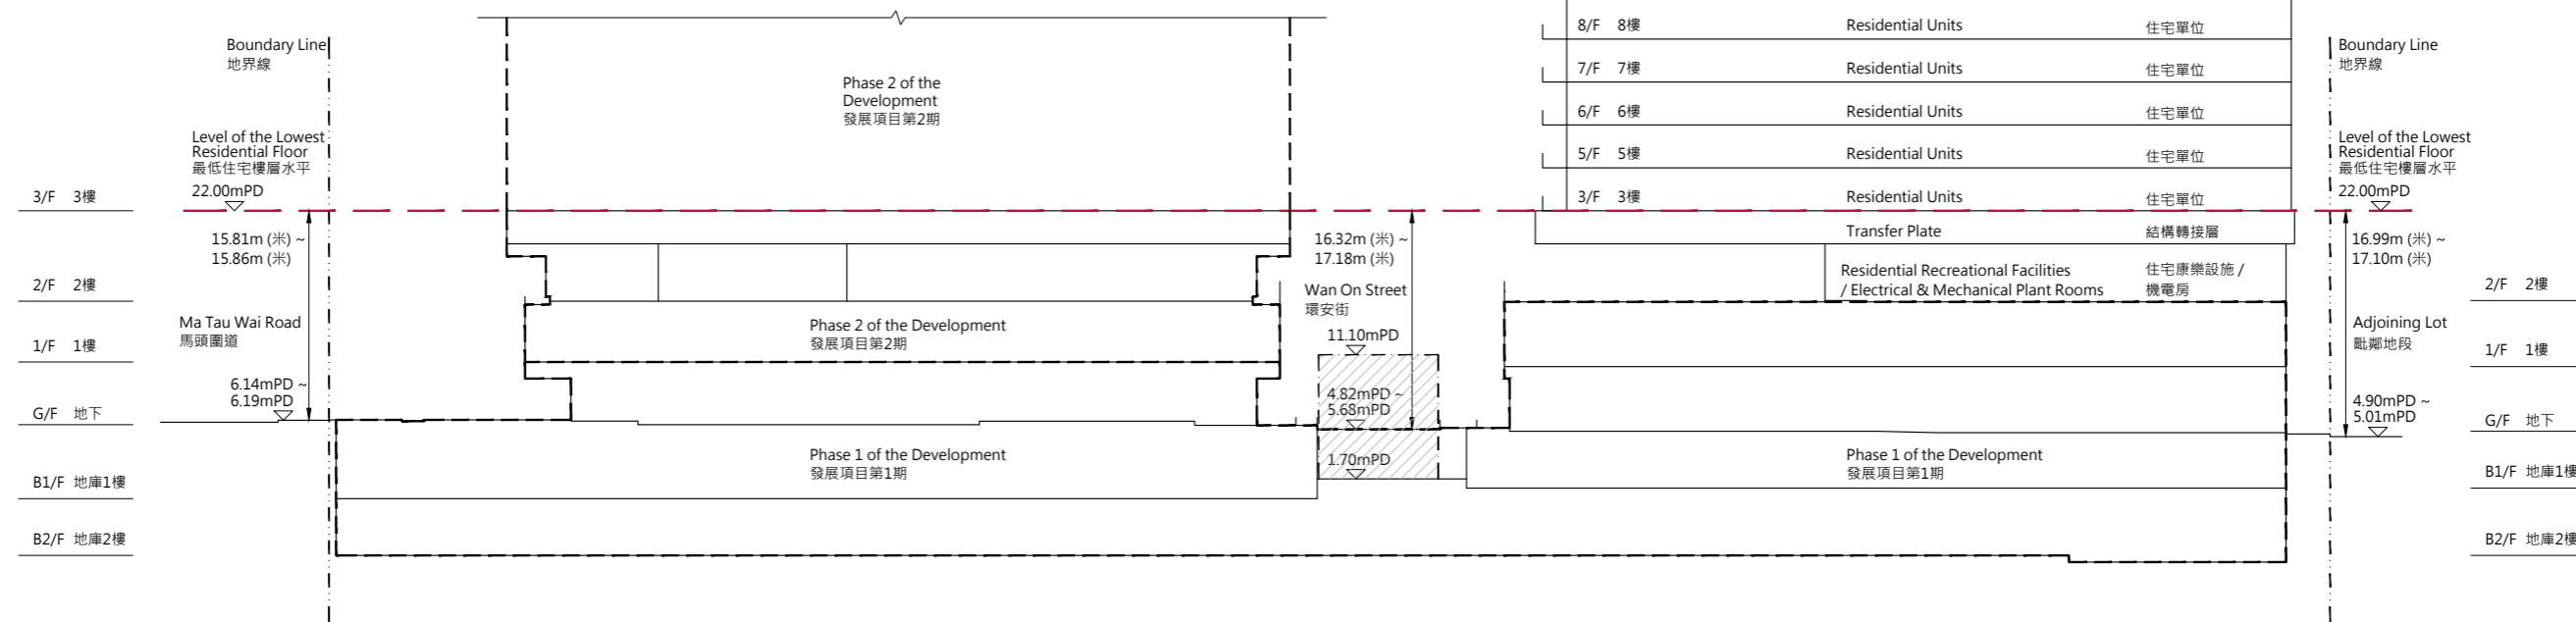 Boundary Line
地界線
Level of the Lowest
Residential Floor
最低住宅樓層水平
22.00mPD
3/F 3樓
15.81m (米) ~
15.86m (米)
2/F 2樓
Ma Tau Wai Road
馬頭圍道
1/F 1樓
6.14mPD ~
6.19mPD
G/F 地下
B1/F 地庫1樓
B2/F 地庫2樓
Phase 2 of the
Development
發展項目第2期
Phase 2 of the Development
發展項目第2期
Phase 1 of the Development
發展項目第1期
16.32m (米) ~
17.18m (米)
Wan On Street
環安街
11.10mPD
4.82mPD ~
5.68mPD
1.70mPD
8/F 8樓 Residential Units 住宅單位
7/F 7樓 Residential Units 住宅單位
6/F 6樓 Residential Units 住宅單位
5/F 5樓 Residential Units 住宅單位
3/F 3樓 Residential Units 住宅單位
Transfer Plate 結構轉接層
Residential Recreational Facilities 住宅康樂設施 /
/ Electrical & Mechanical Plant Rooms 機電房
Phase 1 of the Development
發展項目第1期
Boundary Line
地界線
Level of the Lowest
Residential Floor
最低住宅樓層水平
22.00mPD
16.99m (米) ~
17.10m (米)
Adjoining Lot
毗鄰地段
4.90mPD ~
5.01mPD
2/F 2樓
1/F 1樓
G/F 地下
B1/F 地庫1樓
B2/F 地庫2樓